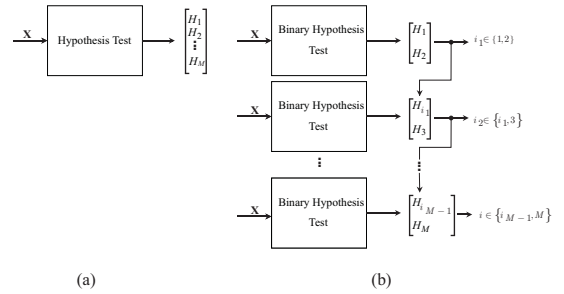 X
Hypothesis Test
H1
H2
⋮
HM
(a)
X
Binary Hypothesis
Test
H1
H2
i1∈{1,2}
X
Binary Hypothesis
Test
Hi1
H3
i2∈{i1,3}
⋮
⋮
X
Binary Hypothesis
Test
HiM−1
HM
i∈{iM−1,M}
(b)